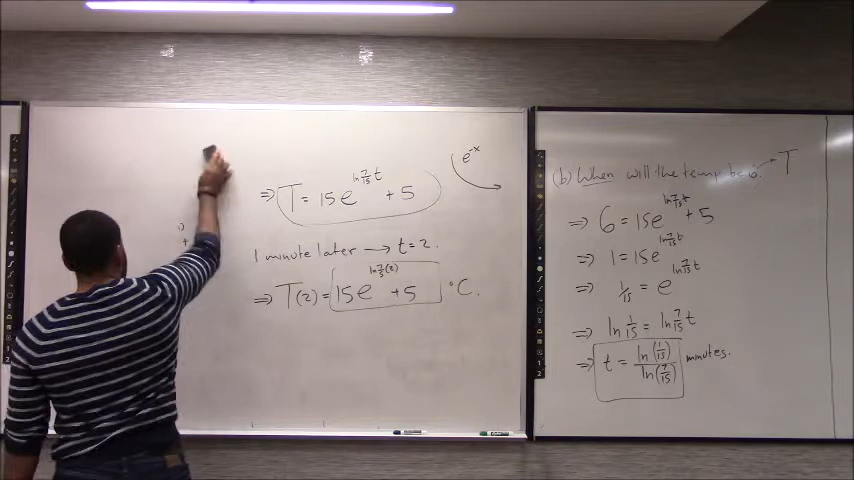 ⇒ T = 15e^{ln 7/15 t} + 5
e^{-x}
1 minute later → t = 2.
⇒ T(2) = 15e^{ln 7/15 (2)} + 5 °C.
(b) When will the temp be 6. → T
⇒ 6 = 15e^{ln 7/15 t} + 5
⇒ 1 = 15e^{ln 7/15 t}
⇒ 1/15 = e^{ln 7/15 t}
⇒ ln 1/15 = ln 7/15 t
⇒ t = ln(1/15) / ln(7/15) minutes.